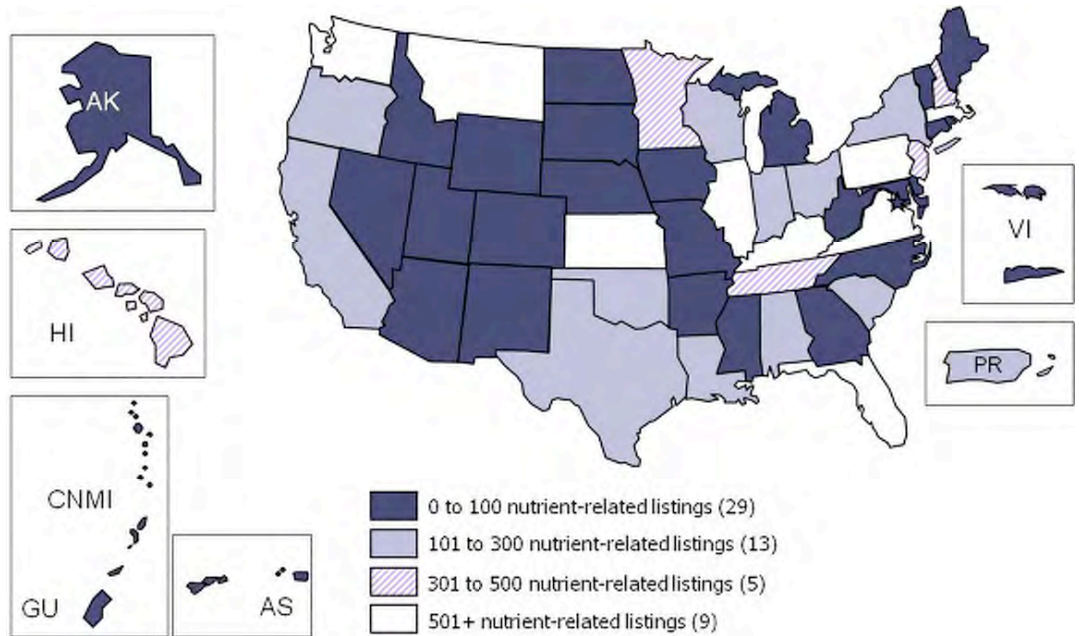 AK
HI
VI
PR
CNMI
GU
AS
0 to 100 nutrient-related listings (29)
101 to 300 nutrient-related listings (13)
301 to 500 nutrient-related listings (5)
501+ nutrient-related listings (9)